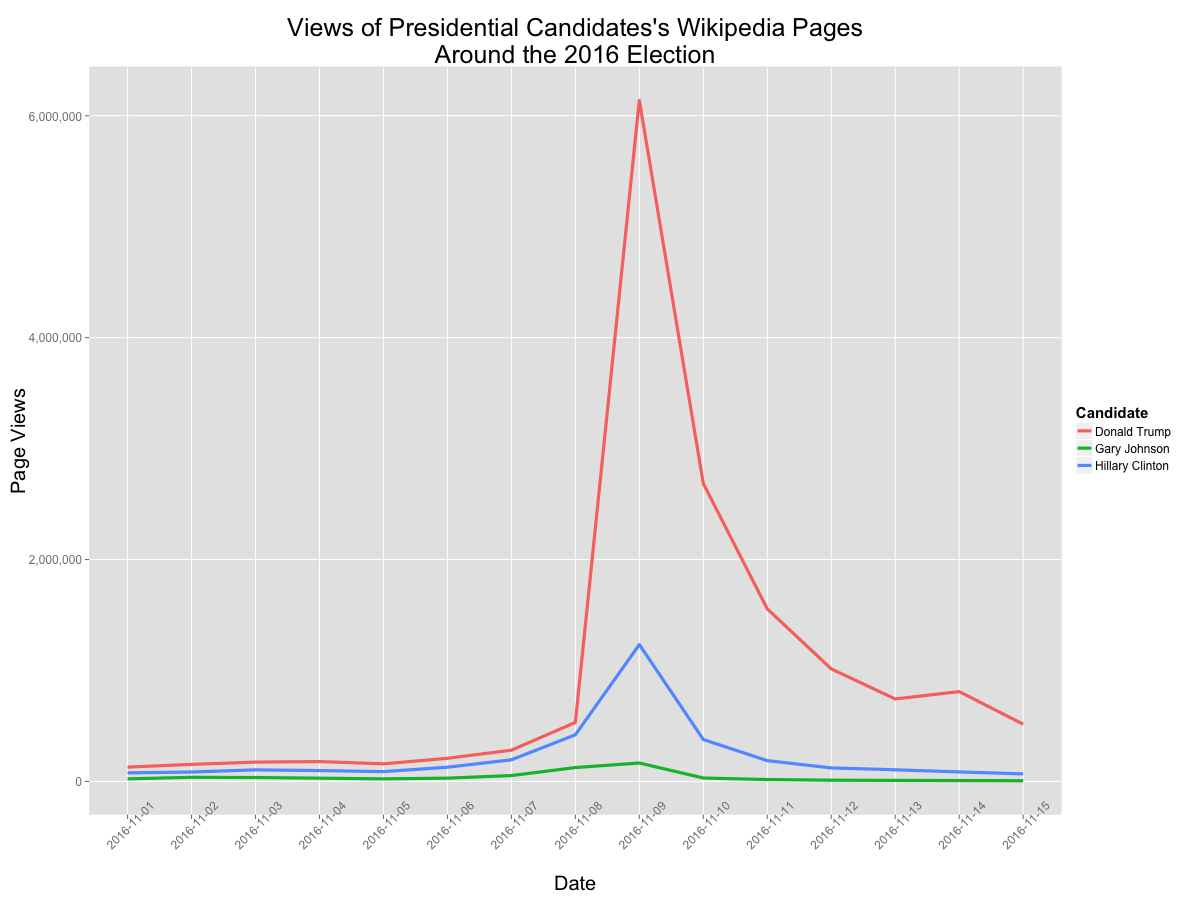 Views of Presidential Candidates's Wikipedia Pages
Around the 2016 Election
6,000,000
4,000,000
2,000,000
0
Page Views
2016-11-01
2016-11-02
2016-11-03
2016-11-04
2016-11-05
2016-11-06
2016-11-07
2016-11-08
2016-11-09
2016-11-10
2016-11-11
2016-11-12
2016-11-13
2016-11-14
2016-11-15
Date
Candidate
Donald Trump
Gary Johnson
Hillary Clinton